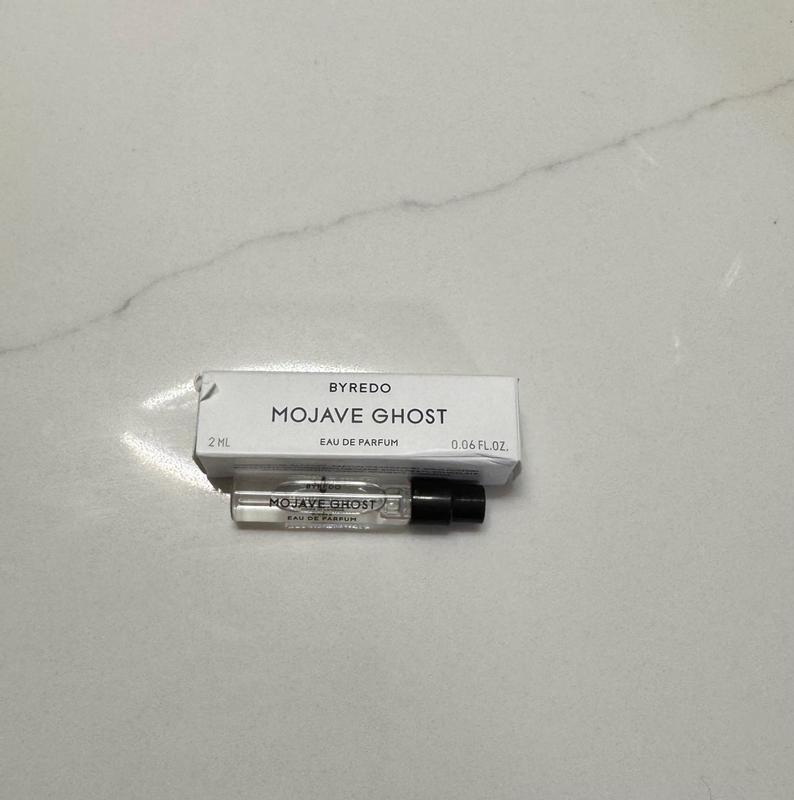 BYREDO
MOJAVE GHOST
2 ML EAU DE PARFUM 0.06 FL.OZ.
BYREDO
MOJAVE GHOST
EAU DE PARFUM